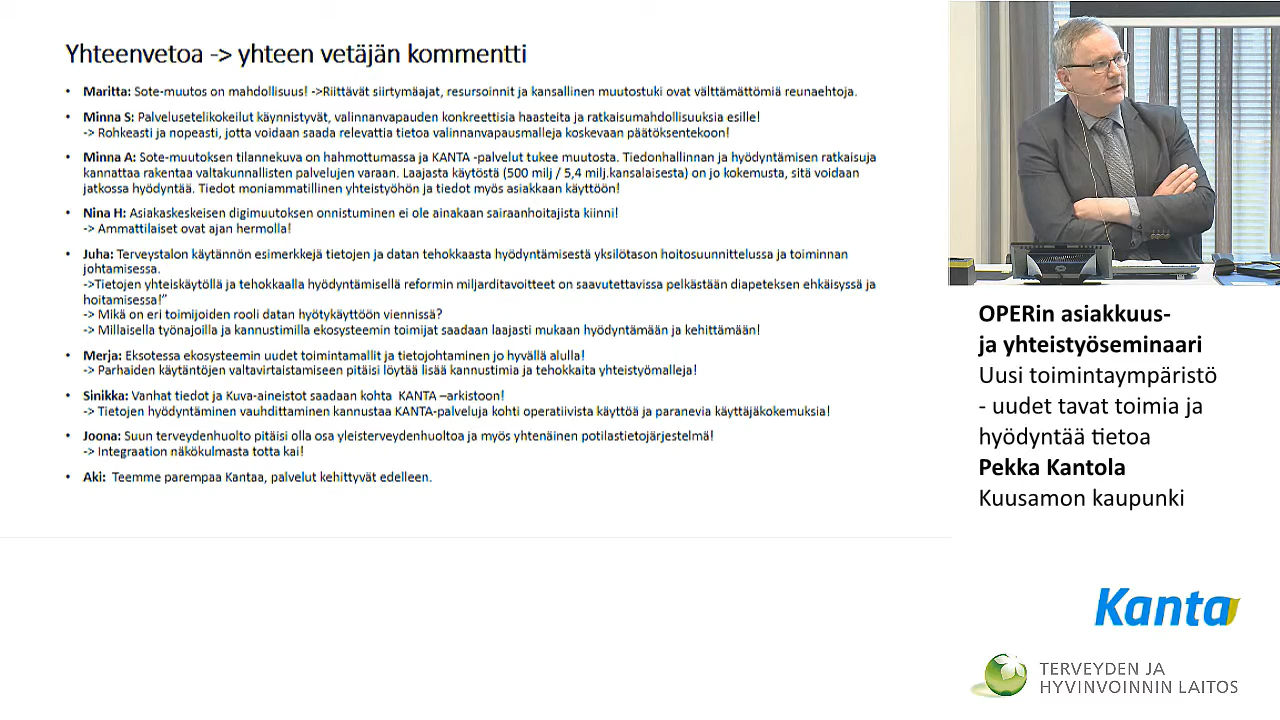 Yhteenvetoa -> yhteen vetäjän kommentti
• Maritta: Sote-muutos on mahdollisuus! ->Riittävät siirtymäajat, resursoinnit ja kansallinen muutostuki ovat välttämättömiä reunaehtoja.
• Minna S: Palvelusetelikokeilut käynnistyvät, valinnanvapauden konkreettisia haasteita ja ratkaisumahdollisuuksia esille!
-> Rohkeasti ja nopeasti, jotta voidaan saada relevattia tietoa valinnanvapausmalleja koskevaan päätöksentekoon!
• Minna A: Sote-muutoksen tilannekuva on hahmottumassa ja KANTA -palvelut tukee muutosta. Tiedonhallinnan ja hyödyntämisen ratkaisuja
kannattaa rakentaa valtakunnallisten palvelujen varaan. Laajasta käytöstä (500 milj / 5,4 milj.kansalaisesta) on jo kokemusta, sitä voidaan
jatkossa hyödyntää. Tiedot moniammatillinen yhteistyöhön ja tiedot myös asiakkaan käyttöön!
• Nina H: Asiakaskeskeisen digimuutoksen onnistuminen ei ole ainakaan sairaanhoitajista kiinni!
-> Ammattilaiset ovat ajan hermolla!
• Juha: Terveystalon käytännön esimerkkejä tietojen ja datan tehokkaasta hyödyntämisestä yksilötason hoitosuunnittelussa ja toiminnan
johtamisessa.
->Tietojen yhteiskäytöllä ja tehokkaalla hyödyntämisellä reformin miljarditavoitteet on saavutettavissa pelkästään diapeteksen ehkäisyssä ja
hoitamisessa!”
-> Mikä on eri toimijoiden rooli datan hyötykäyttöön viennissä?
-> Millaisella työnajoilla ja kannustimilla ekosysteemin toimijat saadaan laajasti mukaan hyödyntämään ja kehittämään!
• Merja: Eksotessa ekosysteemin uudet toimintamallit ja tietojohtaminen jo hyvällä alulla!
-> Parhaiden käytäntöjen valtavirtaistamiseen pitäisi löytää lisää kannustimia ja tehokkaita yhteistyömalleja!
• Sinikka: Vanhat tiedot ja Kuva-aineistot saadaan kohta KANTA –arkistoon!
-> Tietojen hyödyntäminen vauhdittaminen kannustaa KANTA-palveluja kohti operatiivista käyttöä ja paranevia käyttäjäkokemuksia!
• Joona: Suun terveydenhuolto pitäisi olla osa yleisterveydenhuoltoa ja myös yhtenäinen potilastietojärjestelmä!
-> Integraation näkökulmasta totta kai!
• Aki: Teemme parempaa Kantaa, palvelut kehittyvät edelleen.
OPERin asiakkuus-
ja yhteistyöseminaari
Uusi toimintaympäristö
- uudet tavat toimia ja
hyödyntää tietoa
Pekka Kantola
Kuusamon kaupunki
Kanta
TERVEYDEN JA
HYVINVOINNIN LAITOS